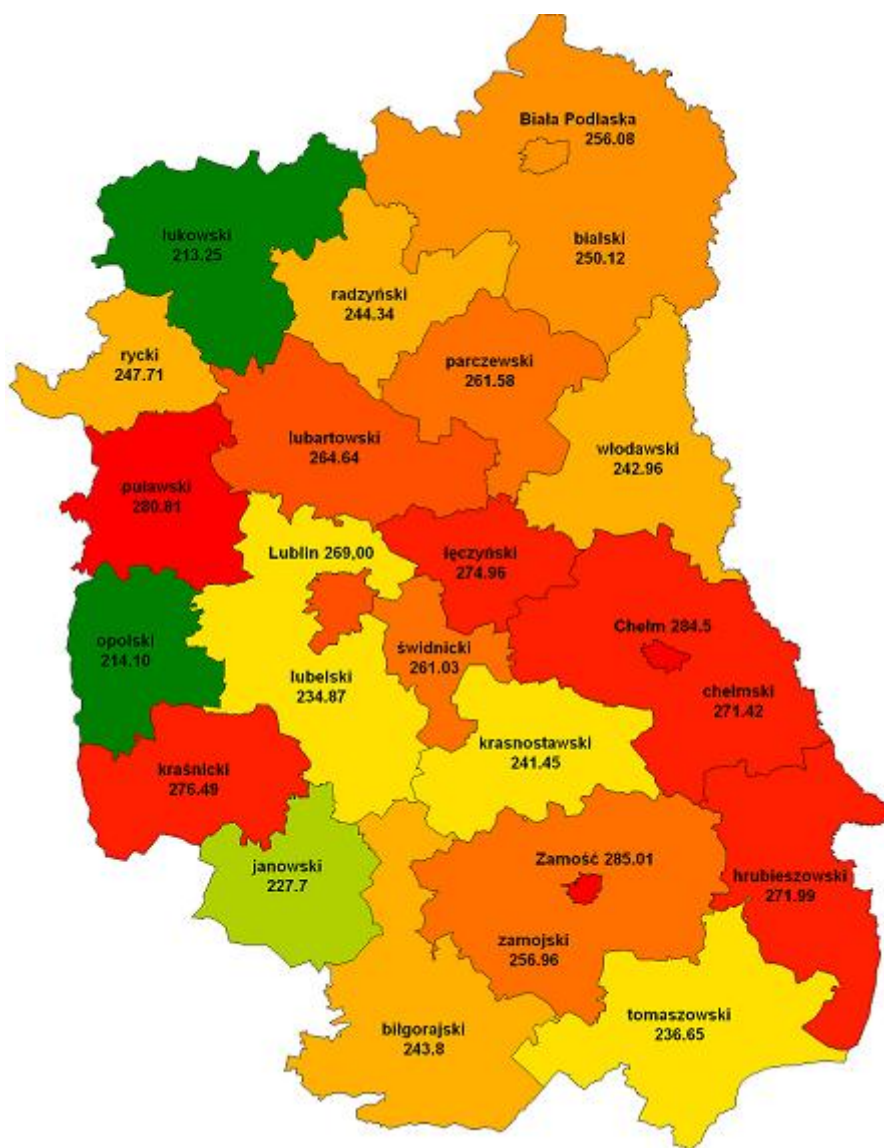 Biała Podlaska
256.08
łukowski
213.25
bialski
250.12
radzyński
244.34
rycki
247.71
parczewski
261.58
lubartowski
264.64
włodawski
242.96
puławski
280.81
Lublin 269,00
łęczyński
274.96
Chełm 284.5
opolski
214.10
świdnicki
261.03
lubelski
234.87
chełmski
271.42
krasnostawski
241.45
kraśnicki
276.49
janowski
227.7
Zamość 285.01
hrubieszowski
271.99
zamojski
256.96
tomaszowski
236.65
biłgorajski
243.8